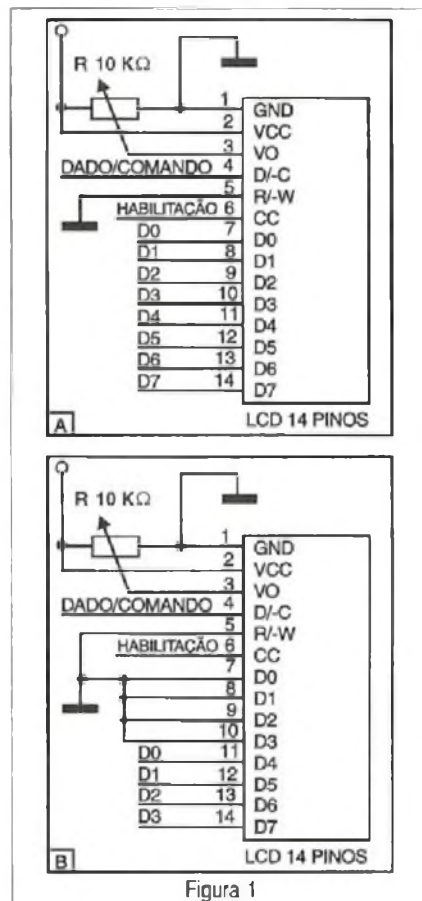 R 10 KΩ
1 GND
2 VCC
3 VO
DADO/COMANDO 4 D/-C
5 R/-W
HABILITAÇÃO 6 CC
D0 7 D0
D1 8 D1
D2 9 D2
D3 10 D3
D4 11 D4
D5 12 D5
D6 13 D6
D7 14 D7
A LCD 14 PINOS
R 10 KΩ
1 GND
2 VCC
3 VO
DADO/COMANDO 4 D/-C
5 R/-W
HABILITAÇÃO 6 CC
7 D0
8 D1
9 D2
10 D3
D0 11 D4
D1 12 D5
D2 13 D6
D3 14 D7
B LCD 14 PINOS
Figura 1